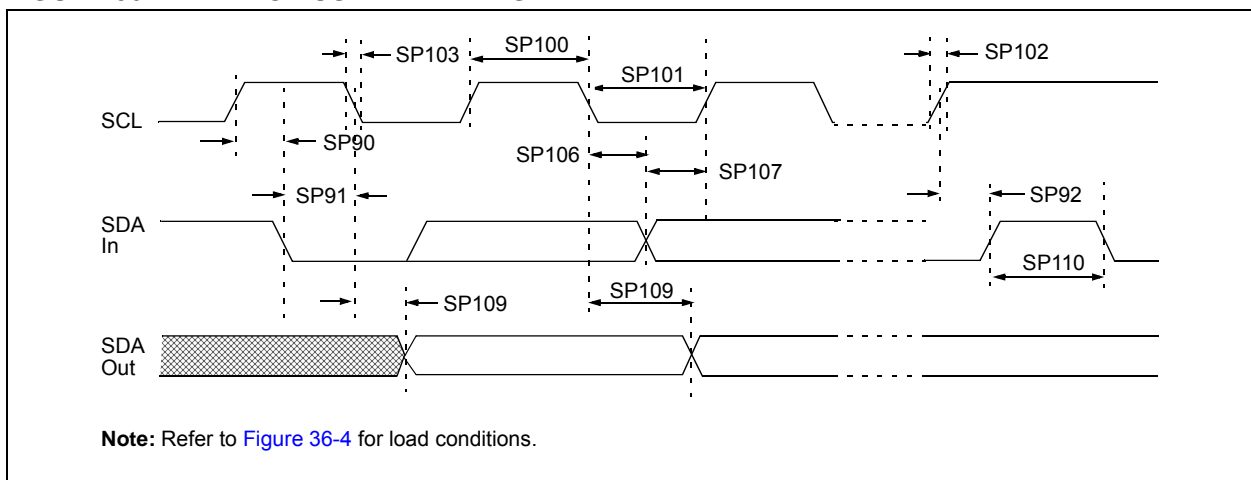 SP103
SP100
SP101
SP102
SCL
SP90
SP106
SP107
SP91
SP92
SDA
In
SP110
SP109
SP109
SDA
Out
Note: Refer to Figure 36-4 for load conditions.